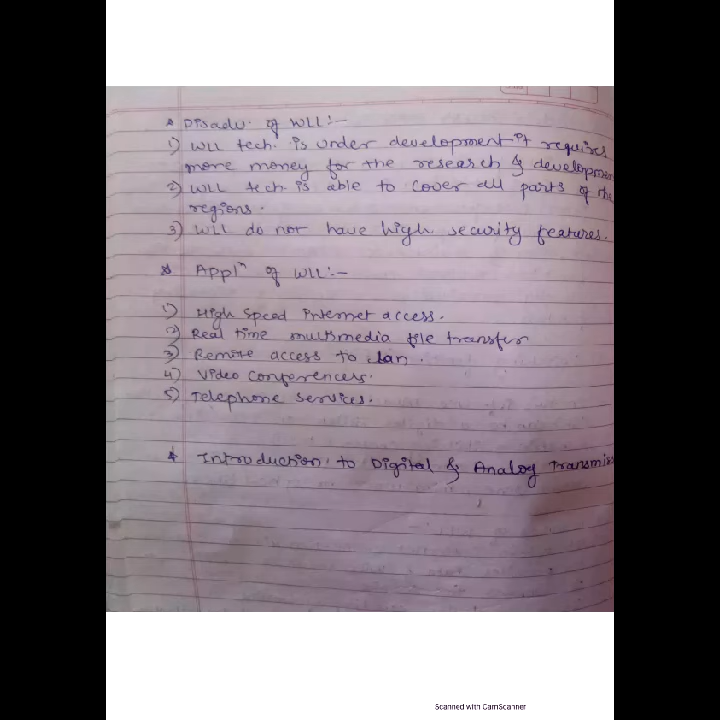 * Disadv. of WLL:-
1) WLL tech. is under development it requires
more money for the research & developmen
2) WLL tech. is able to cover all parts of the
regions.
3) WLL do not have high security features.
* Applⁿ of WLL:-
1) High speed internet access.
2) Real time multimedia file transfer
3) Remote access to lan.
4) Video conferences.
5) Telephone services.
* Introduction to Digital & Analog Transmiss
Scanned with CamScanner